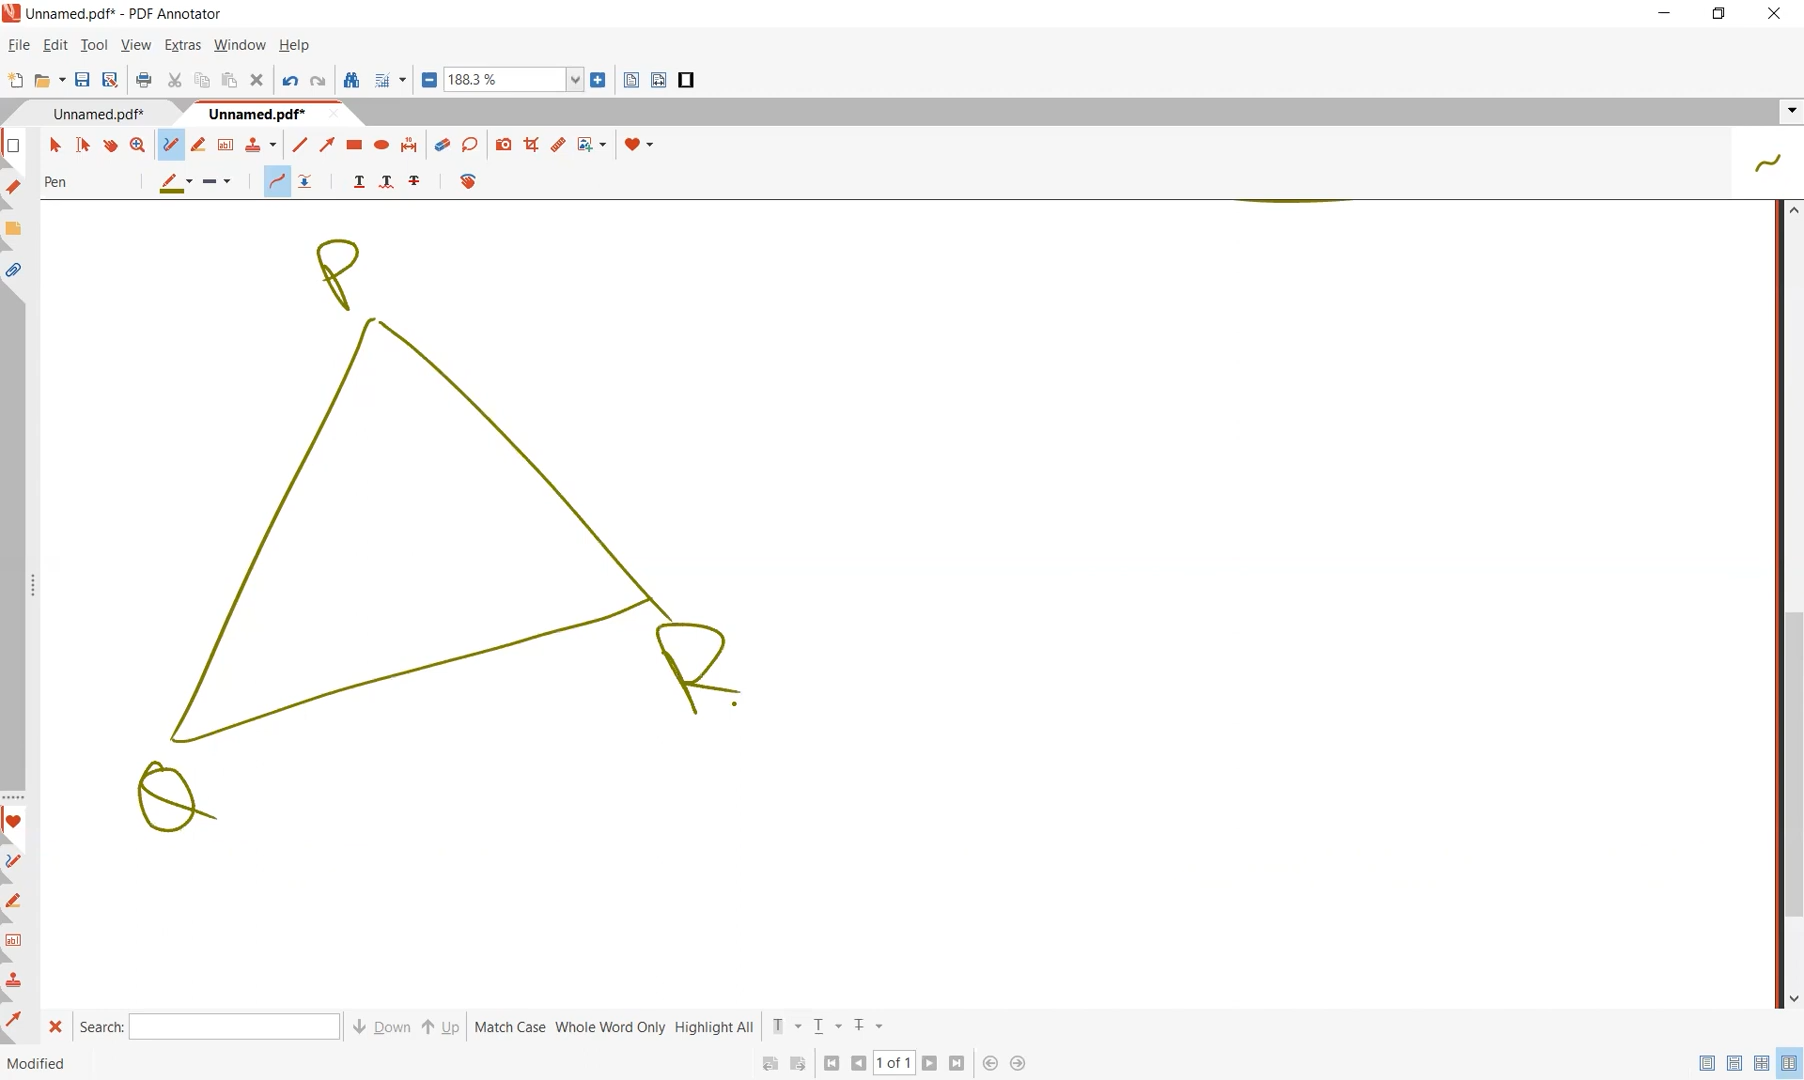 Unnamed.pdf* - PDF Annotator
File Edit Tool View Extras Window Help
188.3 %
Unnamed.pdf* Unnamed.pdf*
Pen
P
R
Q
Search: Down Up Match Case Whole Word Only Highlight All
Modified 1 of 1